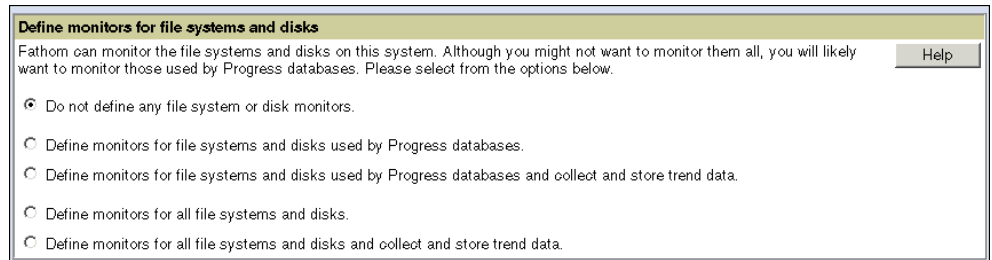 Define monitors for file systems and disks
Fathom can monitor the file systems and disks on this system. Although you might not want to monitor them all, you will likely
want to monitor those used by Progress databases. Please select from the options below.
Help
Do not define any file system or disk monitors.
Define monitors for file systems and disks used by Progress databases.
Define monitors for file systems and disks used by Progress databases and collect and store trend data.
Define monitors for all file systems and disks.
Define monitors for all file systems and disks and collect and store trend data.